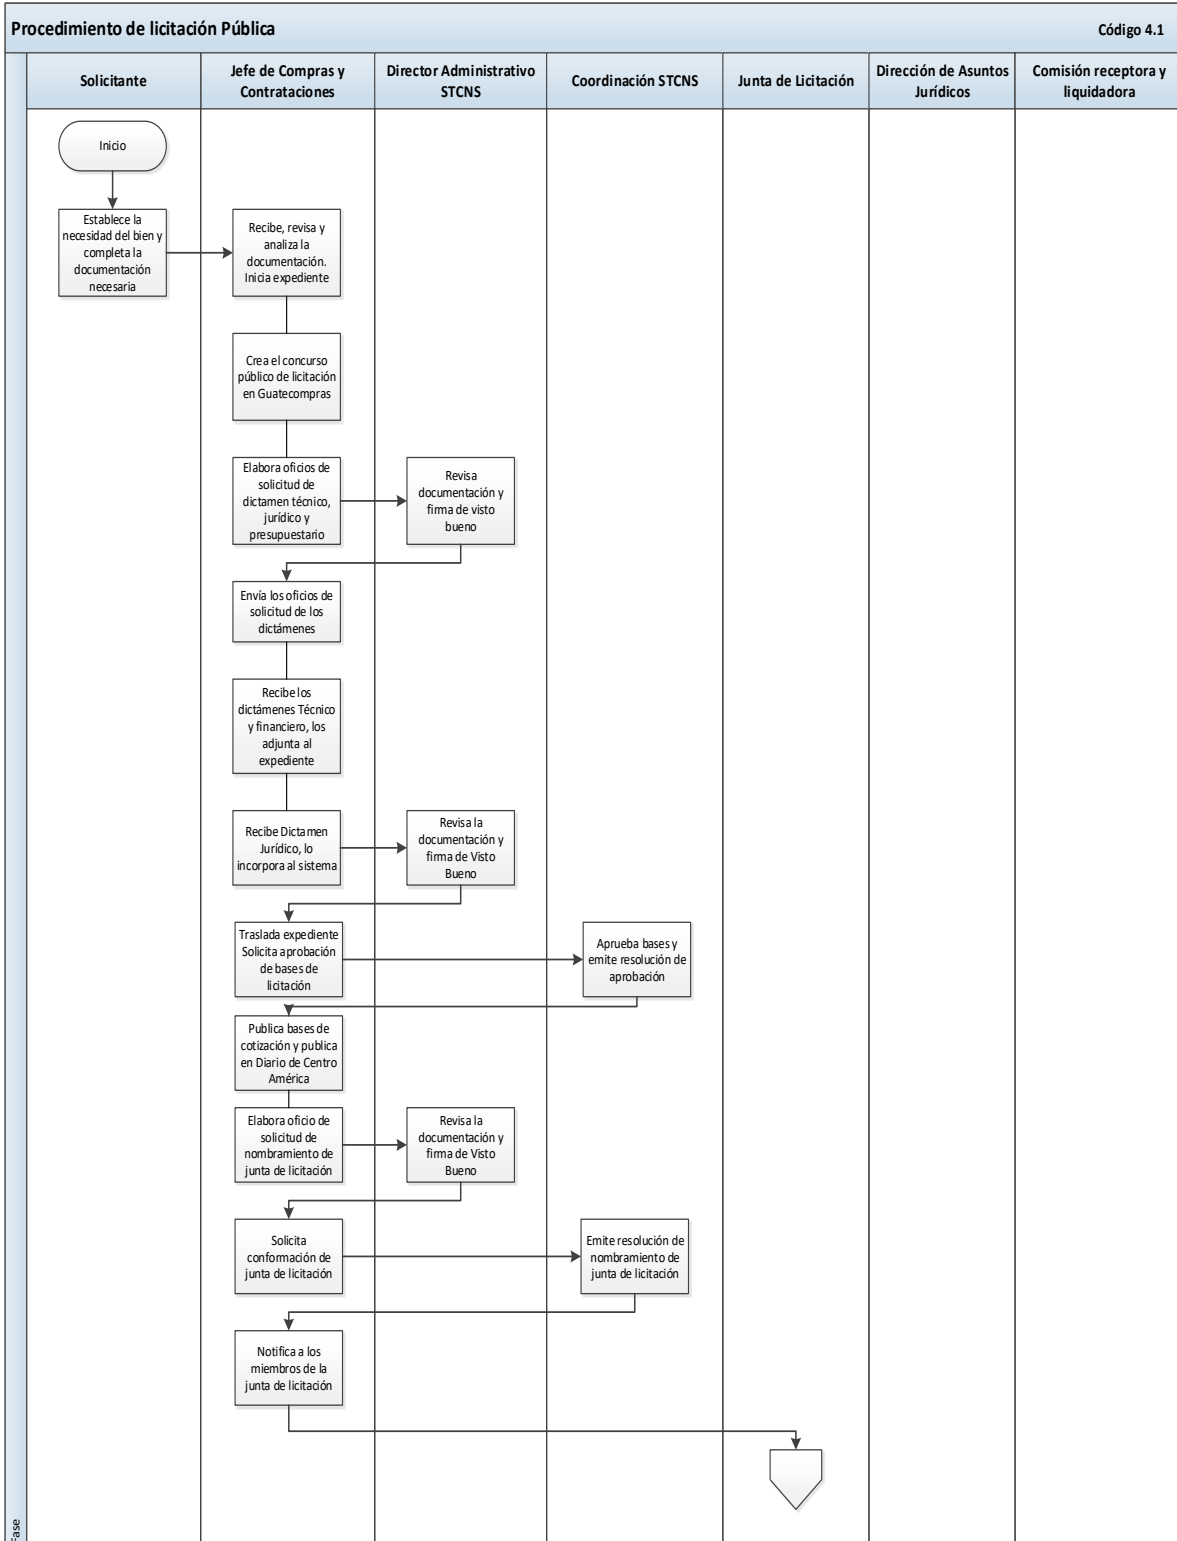 Procedimiento de licitación Pública
Código 4.1
Solicitante
Jefe de Compras y
Contrataciones
Director Administrativo
STCNS
Coordinación STCNS
Junta de Licitación
Dirección de Asuntos
Jurídicos
Comisión receptora y
liquidadora
Inicio
Establece la
necesidad del bien y
completa la
documentación
necesaria
Recibe, revisa y
analiza la
documentación.
Inicia expediente
Crea el concurso
público de licitación
en Guatecompras
Elabora oficios de
solicitud de
dictamen técnico,
jurídico y
presupuestario
Revisa
documentación y
firma de visto
bueno
Envía los oficios de
solicitud de los
dictámenes
Recibe los
dictámenes Técnico
y financiero, los
adjunta al
expediente
Recibe Dictamen
Jurídico, lo
incorpora al sistema
Revisa la
documentación y
firma de Visto
Bueno
Traslada expediente
Solicita aprobación
de bases de
licitación
Aprueba bases y
emite resolución de
aprobación
Publica bases de
cotización y publica
en Diario de Centro
América
Elabora oficio de
solicitud de
nombramiento de
junta de licitación
Revisa la
documentación y
firma de Visto
Bueno
Solicita
conformación de
junta de licitación
Emite resolución de
nombramiento de
junta de licitación
Notifica a los
miembros de la
junta de licitación
Fase